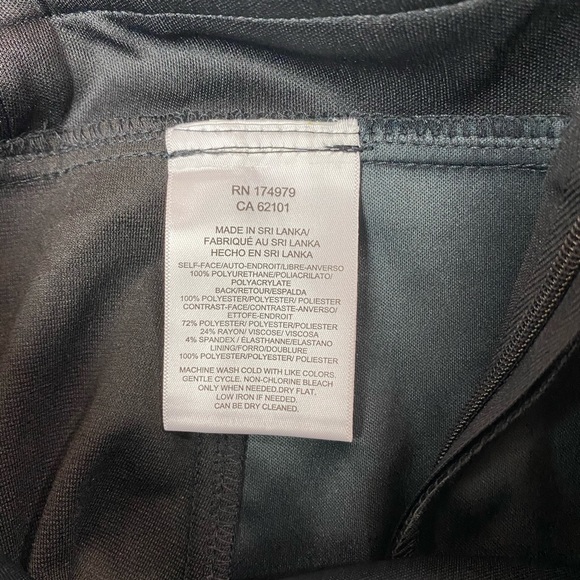 RN 174979
CA 62101
MADE IN SRI LANKA/
FABRIQUÉ AU SRI LANKA
HECHO EN SRI LANKA
SELF-FACE/AUTO-ENDROIT/LIBRE-ANVERSO
100% POLYURETHANE/POLIACRILATO/
POLYACRYLATE
BACK/RETOUR/ESPALDA
100% POLYESTER/POLYESTER/POLIESTER
CONTRAST-FACE/CONTRASTE-ANVERSO/
ETTOFE-ENDROIT
72% POLYESTER/POLYESTER/POLIESTER
24% RAYON/ VISCOSE/ VISCOSA
4% SPANDEX / ÉLASTHANNE/ELASTANO
LINING/FORRO/DOUBLURE
100% POLYESTER/POLYESTER/ POLIESTER
MACHINE WASH COLD WITH LIKE COLORS.
GENTLE CYCLE. NON-CHLORINE BLEACH
ONLY WHEN NEEDED.DRY FLAT,
LOW IRON IF NEEDED.
CAN BE DRY CLEANED.